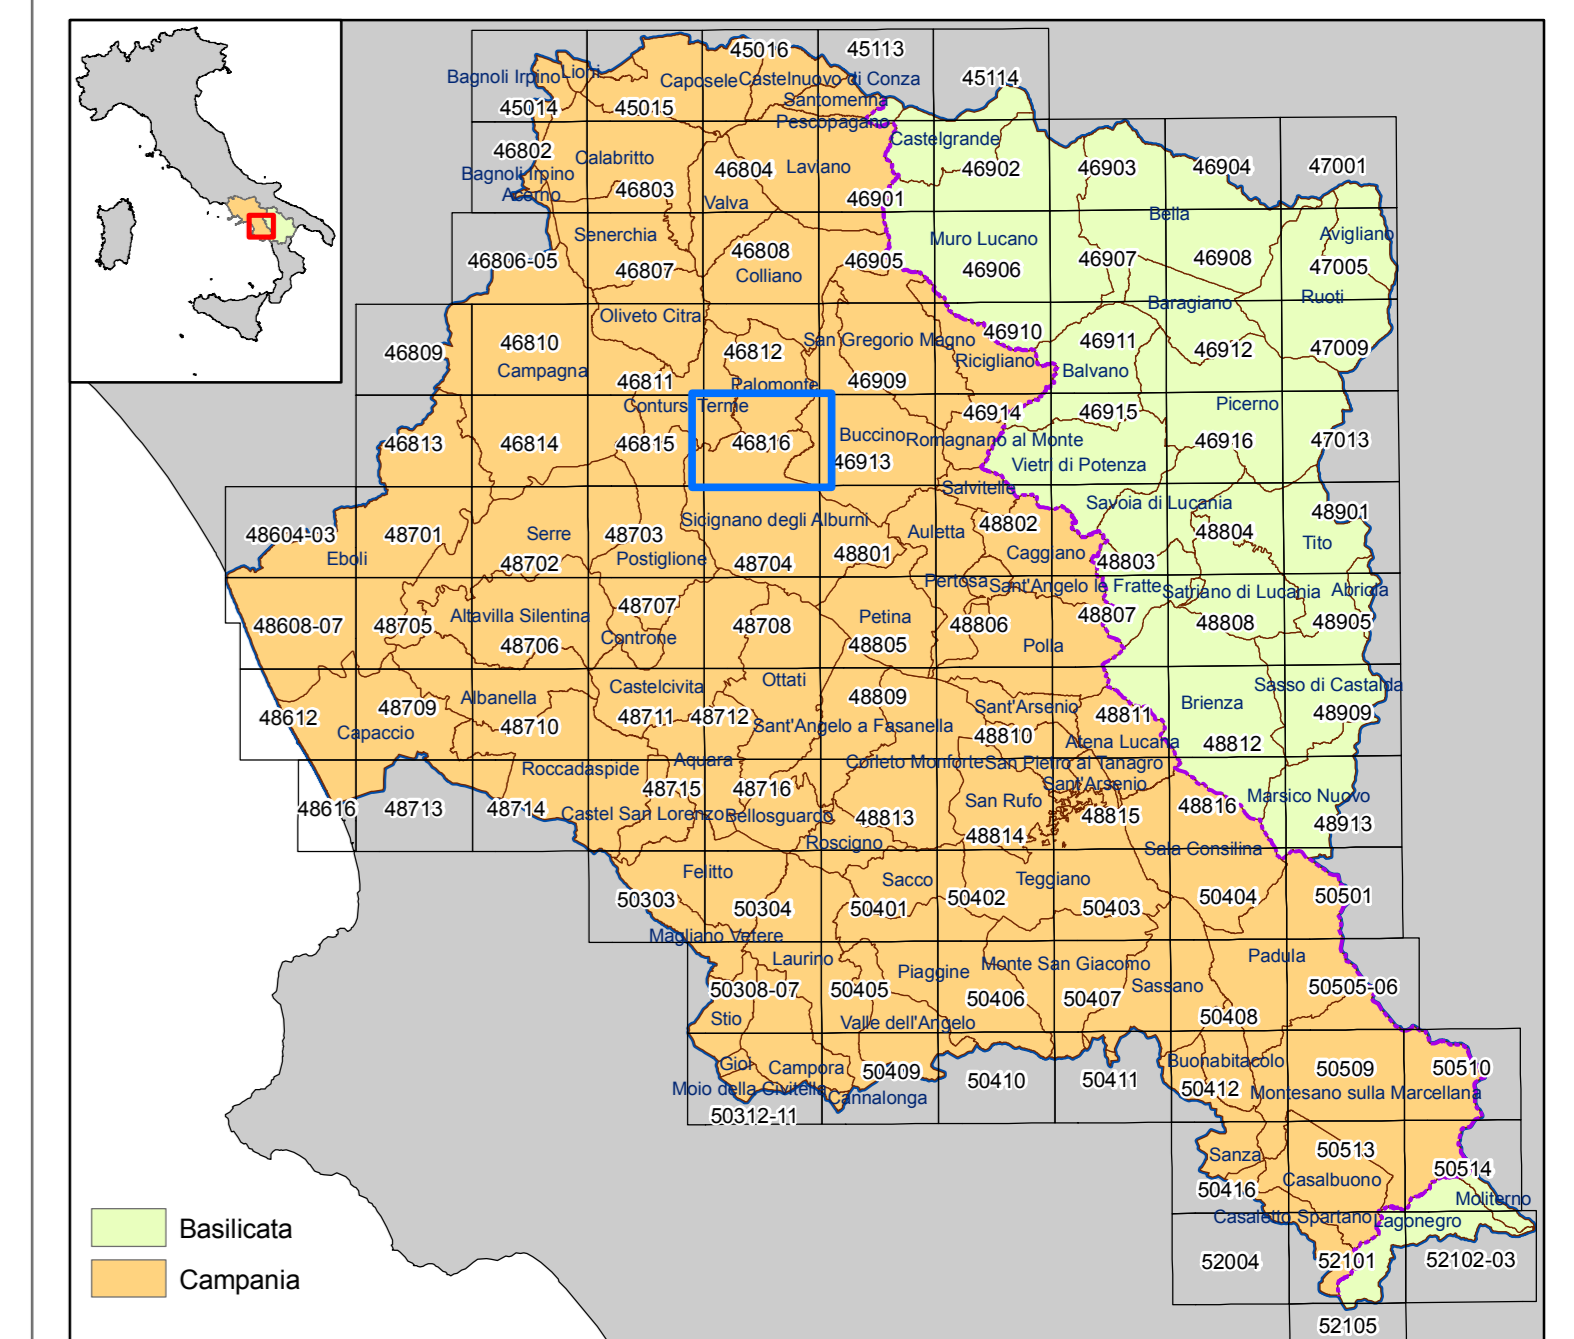 45016
45113
Bagnoli Irpino
Lioni
Caposele
Castelnuovo di Conza
45114
45014
45015
Santomenna
Pescopagano
Castelgrande
46802
Calabritto
46804
Laviano
46902
46903
46904
47001
Bagnoli Irpino
Acerno
46803
Valva
46901
Bella
Senerchia
Muro Lucano
Avigliano
46806-05
46807
46808
46905
46906
46907
46908
47005
Colliano
Baragiano
Ruoti
Oliveto Citra
46809
46810
46812
San Gregorio Magno
46910
46911
46912
47009
Campagna
46811
Palomonte
46909
Ricigliano
Balvano
Contursi Terme
46914
46915
Picerno
46813
46814
46815
46816
Buccino
Romagnano al Monte
46916
47013
46913
Vietri di Potenza
Salvitelle
Savoia di Lucania
48604-03
48701
Serre
48703
Sicignano degli Alburni
Auletta
48802
48804
48901
Eboli
48702
Postiglione
48704
48801
Caggiano
48803
Tito
Pertosa
Sant'Angelo le Fratte
Satriano di Lucania
Abriola
48608-07
48705
Altavilla Silentina
48707
48708
Petina
48806
48807
48808
48905
48706
Controne
48805
Polla
Castelcivita
Ottati
Sasso di Castalda
48612
48709
Albanella
48711
48712
48809
Sant'Arsenio
48811
Brienza
48909
Capaccio
48710
Sant'Angelo a Fasanella
48810
Atena Lucana
48812
Roccadaspide
Aquara
Corleto Monforte
San Pietro al Tanagro
Sant'Arsenio
48616
48713
48714
48715
48716
San Rufo
48816
Marsico Nuovo
Castel San Lorenzo
Bellosguardo
48813
48815
48913
Roscigno
48814
Sala Consilina
Felitto
Sacco
Teggiano
50303
50304
50401
50402
50403
50404
50501
Magliano Vetere
Laurino
Piaggine
Monte San Giacomo
Padula
50308-07
50405
50406
50407
Sassano
50505-06
Stio
Valle dell'Angelo
50408
Gioi
Campora
50409
50410
50411
Buonabitacolo
50509
50510
Moio della Civitella
Cannalonga
50412
Montesano sulla Marcellana
50312-11
Sanza
50513
50514
50416
Casalbuono
Moliterno
Casaletto Spartano
Lagonegro
52004
52101
52102-03
52105
Basilicata
Campania